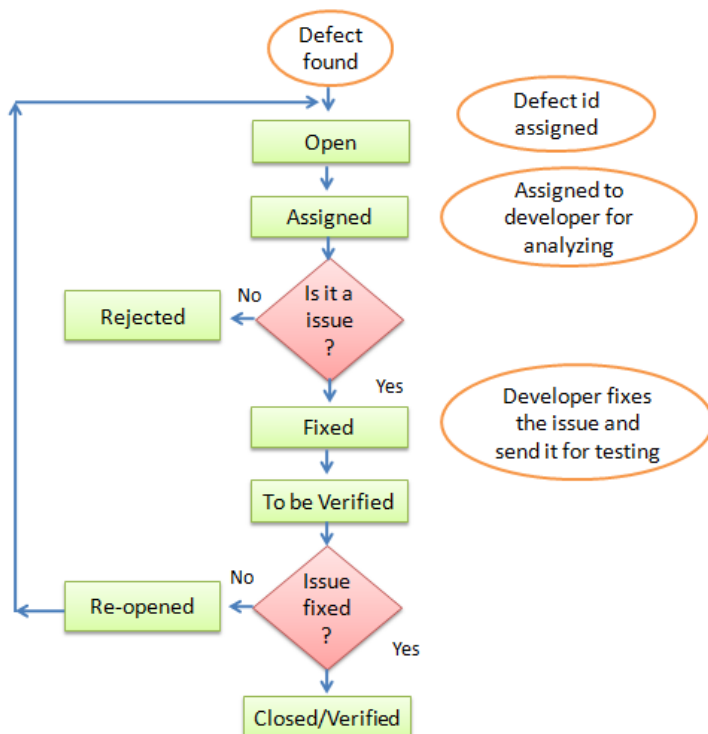 Defect
found
Defect id
assigned
Open
Assigned
Assigned to
developer for
analyzing
Is it a
issue
?
No
Rejected
Yes
Fixed
Developer fixes
the issue and
send it for testing
To be Verified
Issue
fixed
?
No
Re-opened
Yes
Closed/Verified